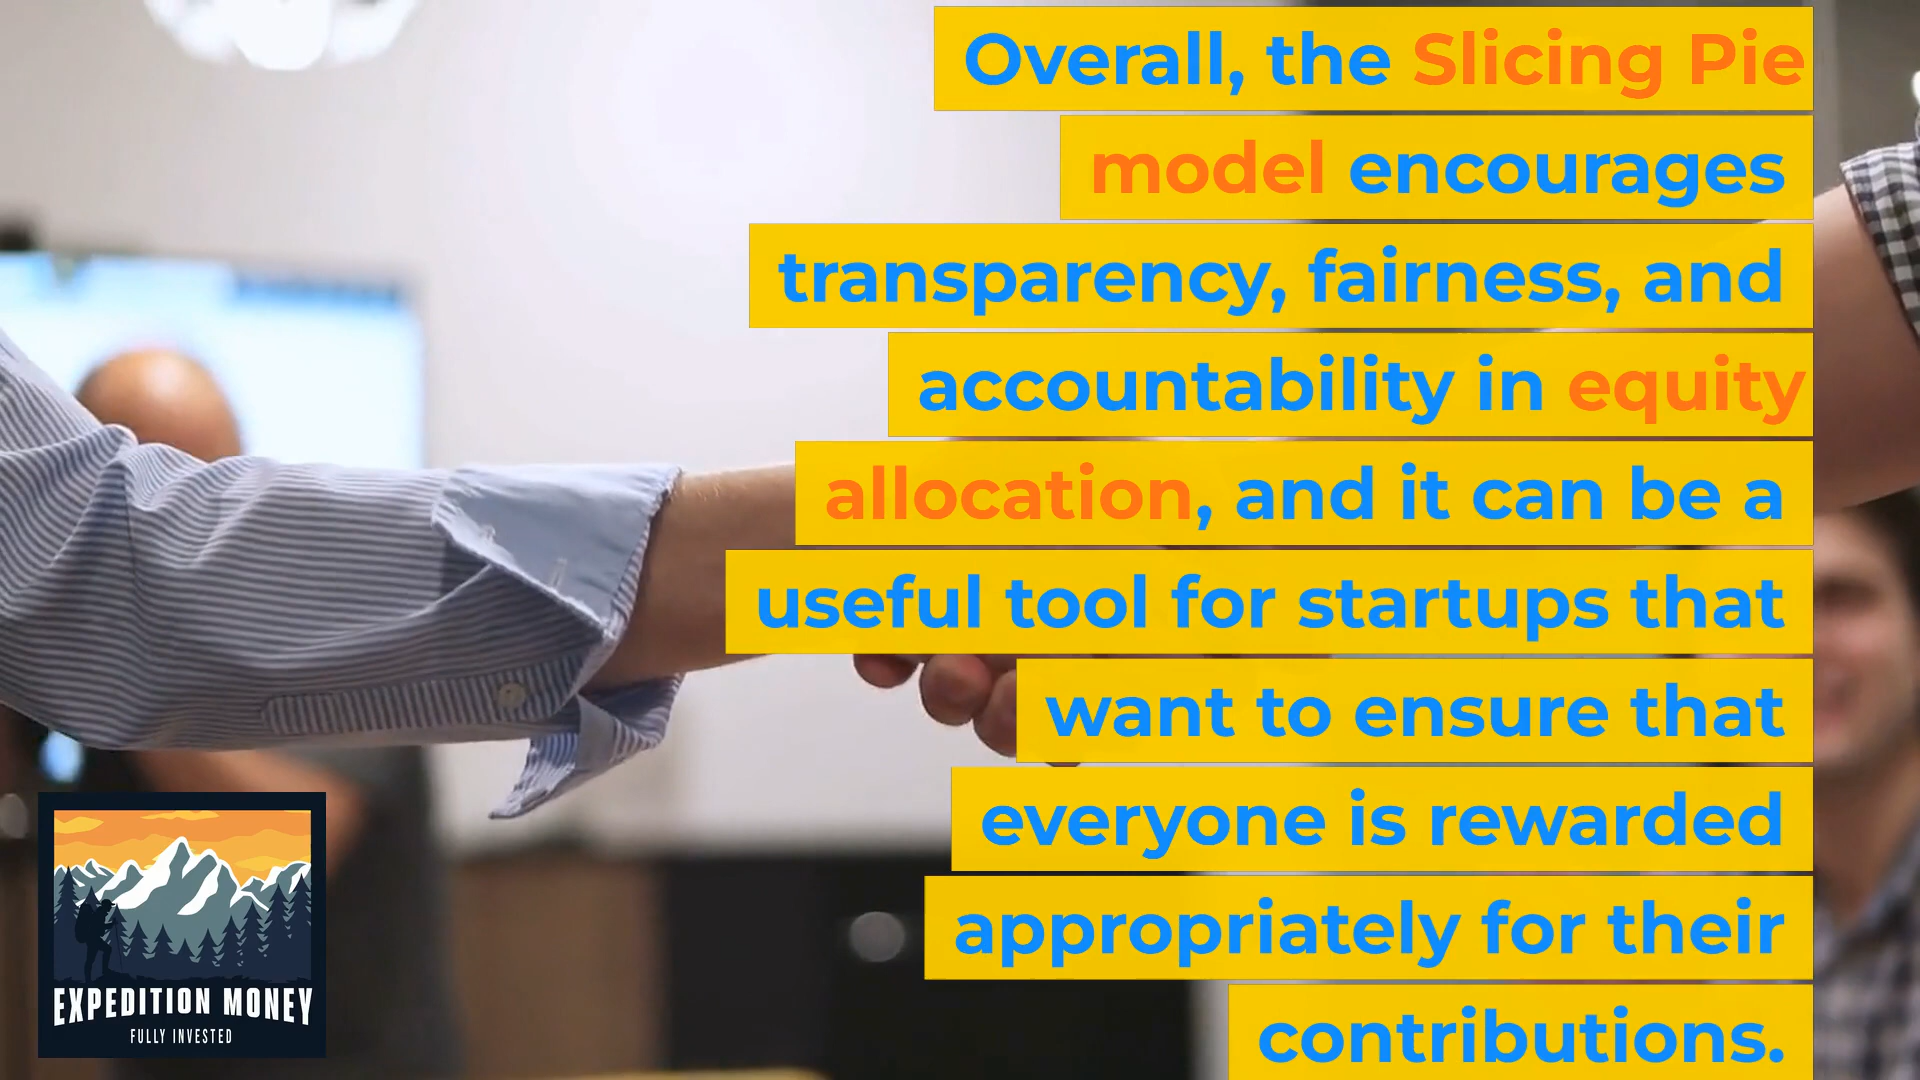 Overall, the Slicing Pie
model encourages
transparency, fairness, and
accountability in equity
allocation, and it can be a
useful tool for startups that
want to ensure that
everyone is rewarded
appropriately for their
contributions.
EXPEDITION MONEY
FULLY INVESTED